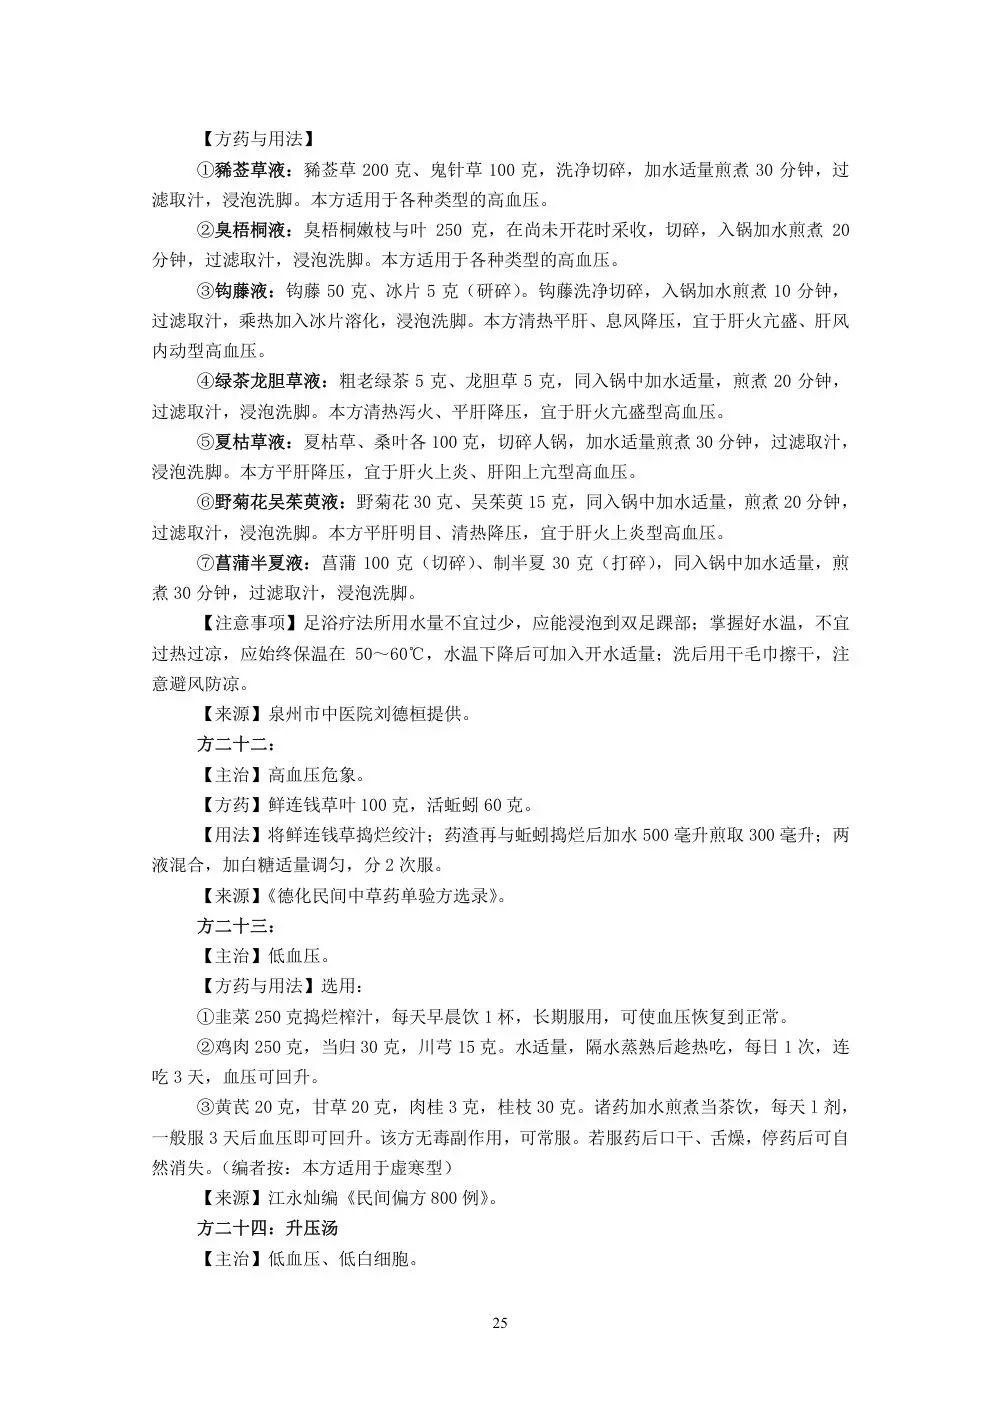 【方药与用法】
①豨莶草液：豨莶草 200 克、鬼针草 100 克，洗净切碎，加水适量煎煮 30 分钟，过
滤取汁，浸泡洗脚。本方适用于各种类型的高血压。
②臭梧桐液：臭梧桐嫩枝与叶 250 克，在尚未开花时采收，切碎，入锅加水煎煮 20
分钟，过滤取汁，浸泡洗脚。本方适用于各种类型的高血压。
③钩藤液：钩藤 50 克、冰片 5 克（研碎）。钩藤洗净切碎，入锅加水煎煮 10 分钟，
过滤取汁，乘热加入冰片溶化，浸泡洗脚。本方清热平肝、息风降压，宜于肝火亢盛、肝风
内动型高血压。
④绿茶龙胆草液：粗老绿茶 5 克、龙胆草 5 克，同入锅中加水适量，煎煮 20 分钟，
过滤取汁，浸泡洗脚。本方清热泻火、平肝降压，宜于肝火亢盛型高血压。
⑤夏枯草液：夏枯草、桑叶各 100 克，切碎人锅，加水适量煎煮 30 分钟，过滤取汁，
浸泡洗脚。本方平肝降压，宜于肝火上炎、肝阳上亢型高血压。
⑥野菊花吴茱萸液：野菊花 30 克、吴茱萸 15 克，同入锅中加水适量，煎煮 20 分钟，
过滤取汁，浸泡洗脚。本方平肝明目、清热降压，宜于肝火上炎型高血压。
⑦菖蒲半夏液：菖蒲 100 克（切碎）、制半夏 30 克（打碎），同入锅中加水适量，煎
煮 30 分钟，过滤取汁，浸泡洗脚。
【注意事项】足浴疗法所用水量不宜过少，应能浸泡到双足踝部；掌握好水温，不宜
过热过凉，应始终保温在 50～60℃，水温下降后可加入开水适量；洗后用干毛巾擦干，注
意避风防凉。
【来源】泉州市中医院刘德桓提供。
方二十二：
【主治】高血压危象。
【方药】鲜连钱草叶 100 克，活蚯蚓 60 克。
【用法】将鲜连钱草捣烂绞汁；药渣再与蚯蚓捣烂后加水 500 毫升煎取 300 毫升；两
液混合，加白糖适量调匀，分 2 次服。
【来源】《德化民间中草药单验方选录》。
方二十三：
【主治】低血压。
【方药与用法】选用：
①韭菜 250 克捣烂榨汁，每天早晨饮 1 杯，长期服用，可使血压恢复到正常。
②鸡肉 250 克，当归 30 克，川芎 15 克。水适量，隔水蒸熟后趁热吃，每日 1 次，连
吃 3 天，血压可回升。
③黄芪 20 克，甘草 20 克，肉桂 3 克，桂枝 30 克。诸药加水煎煮当茶饮，每天 l 剂，
一般服 3 天后血压即可回升。该方无毒副作用，可常服。若服药后口干、舌燥，停药后可自
然消失。（编者按：本方适用于虚寒型）
【来源】江永灿编《民间偏方 800 例》。
方二十四：升压汤
【主治】低血压、低白细胞。
25